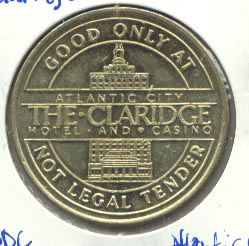 GOOD ONLY AT
ATLANTIC CITY
THE·CLARIDGE
HOTEL·AND·CASINO
NOT LEGAL TENDER